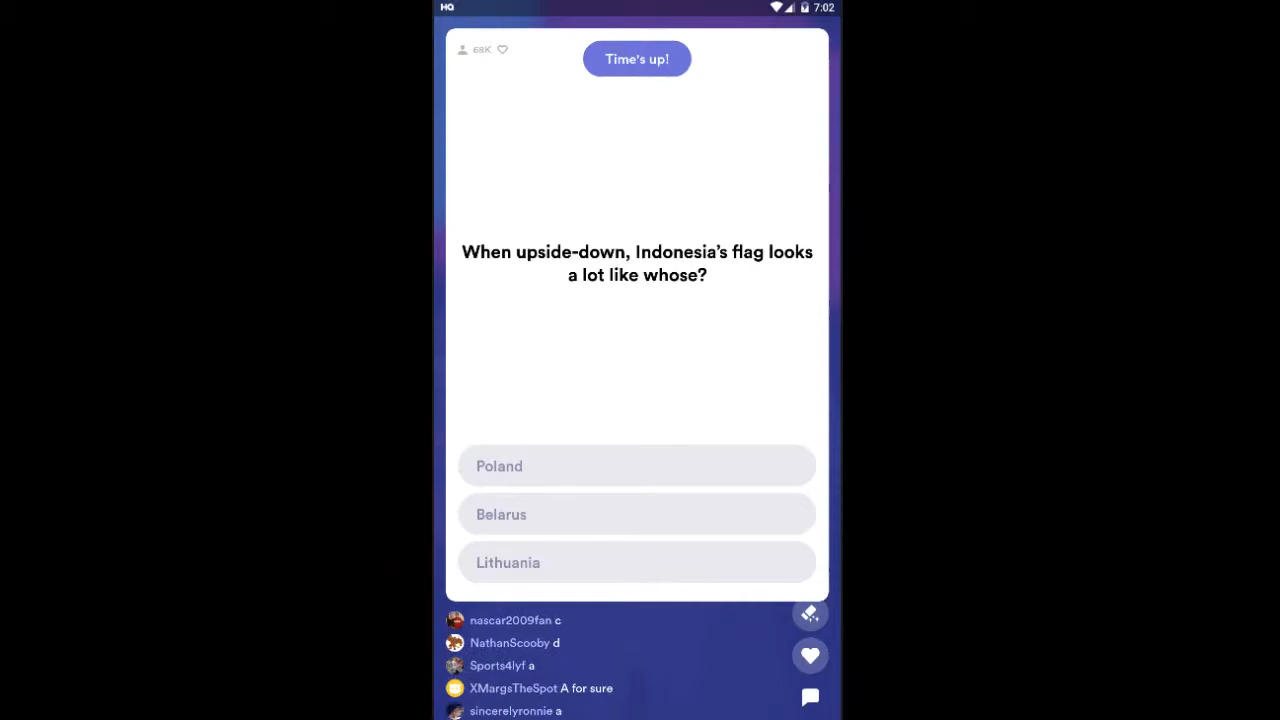 HQ
7:02
68K
Time's up!
When upside-down, Indonesia's flag looks
a lot like whose?
Poland
Belarus
Lithuania
nascar2009fan c
NathanScooby d
Sports4lyf a
XMargsTheSpot A for sure
sincerelyronnie a